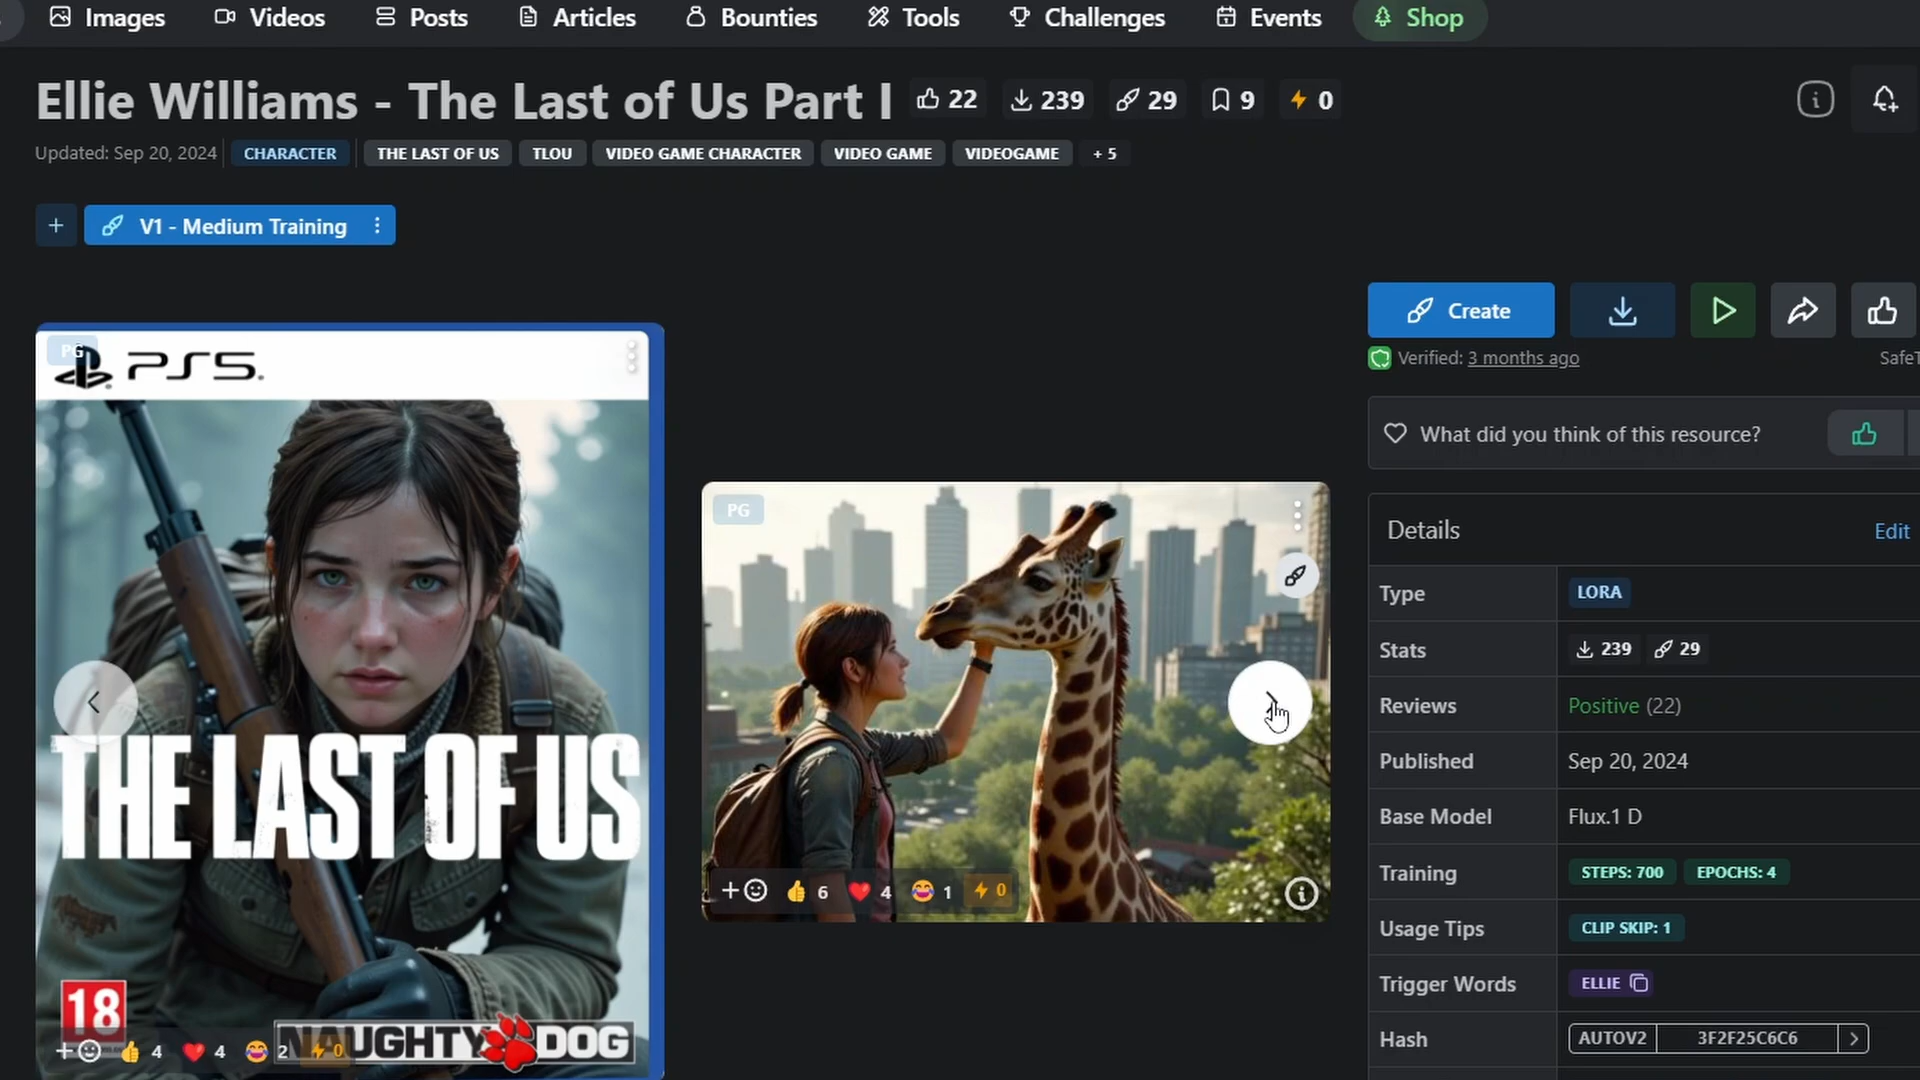 Images Videos Posts Articles Bounties Tools Challenges Events Shop
Ellie Williams - The Last of Us Part I 22 239 29 9 0
Updated: Sep 20, 2024 CHARACTER THE LAST OF US TLOU VIDEO GAME CHARACTER VIDEO GAME VIDEOGAME + 5
+ V1 - Medium Training
Create
Verified: 3 months ago
SafeT
What did you think of this resource?
PG
PS5.
THE LAST OF US
18
NAUGHTY DOG
4 4 2 0
PG
6 4 1 0
Details Edit
Type LORA
Stats 239 29
Reviews Positive (22)
Published Sep 20, 2024
Base Model Flux.1 D
Training STEPS: 700 EPOCHS: 4
Usage Tips CLIP SKIP: 1
Trigger Words ELLIE
Hash AUTOV2 3F2F25C6C6